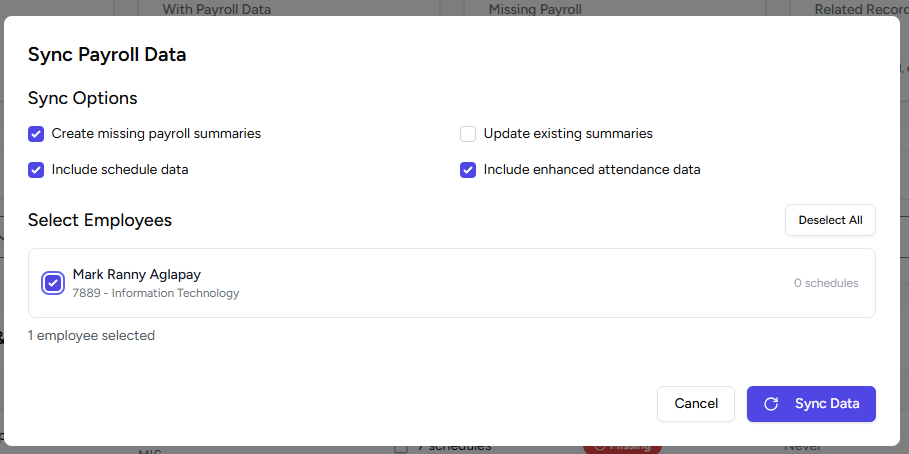 With Payroll Data
Missing Payroll
Related Recor
Sync Payroll Data
Sync Options
Create missing payroll summaries
Update existing summaries
Include schedule data
Include enhanced attendance data
Select Employees
Deselect All
Mark Ranny Aglapay
7889 - Information Technology
0 schedules
1 employee selected
Cancel
Sync Data
MIS
7 schedules
Missing
Never